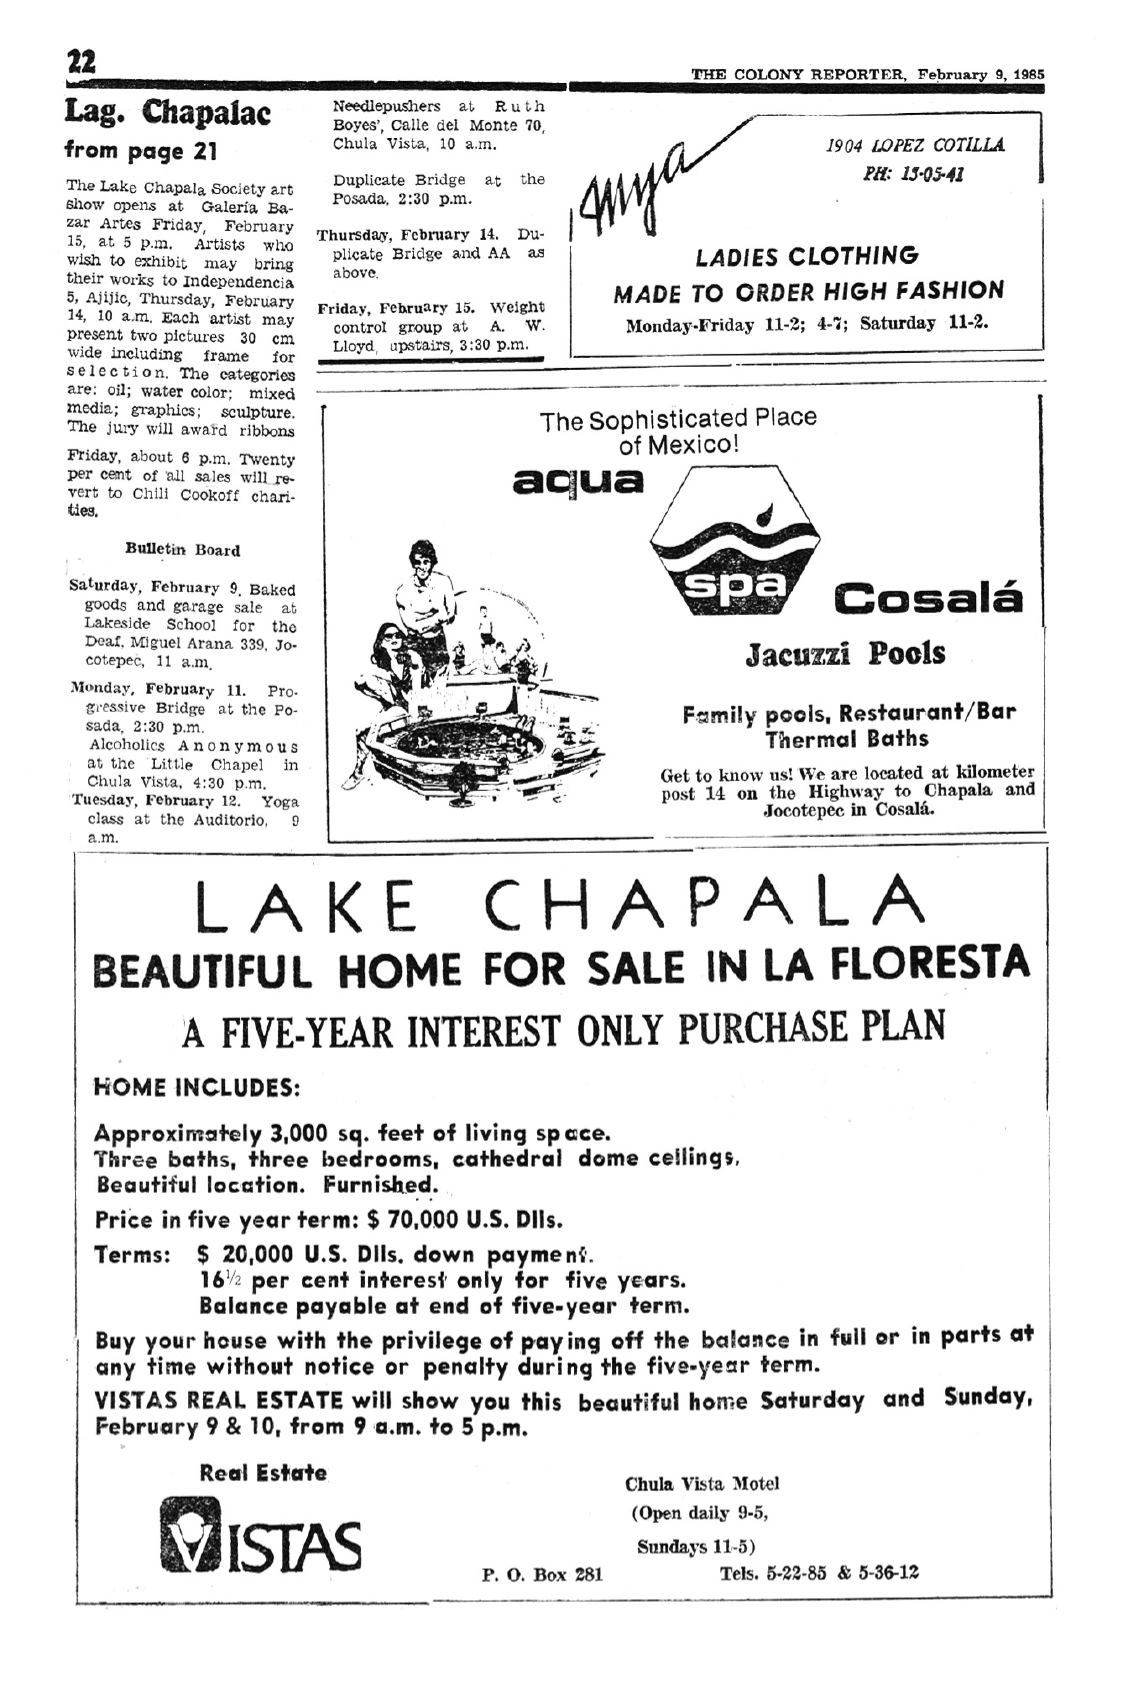 22
THE COLONY REPORTER, February 9, 1985
Lag. Chapalac
from page 21
The Lake Chapala Society art
show opens at Galería Ba-
zar Artes Friday, February
15, at 5 p.m. Artists who
wish to exhibit may bring
their works to Independencia
5, Ajijic, Thursday, February
14, 10 a.m. Each artist may
present two pictures 30 cm
wide including frame for
selection. The categories
are: oil; water color; mixed
media; graphics; sculpture.
The jury will award ribbons
Friday, about 6 p.m. Twenty
per cent of all sales will re-
vert to Chili Cookoff chari-
ties.
Bulletin Board
Saturday, February 9. Baked
goods and garage sale at
Lakeside School for the
Deaf, Miguel Arana 339, Jo-
cotepec, 11 a.m.
Monday, February 11. Pro-
gressive Bridge at the Po-
sada, 2:30 p.m.
Alcoholics Anonymous
at the Little Chapel in
Chula Vista, 4:30 p.m.
Tuesday, February 12. Yoga
class at the Auditorio, 9
a.m.
Needlepushers at Ruth
Boyes', Calle del Monte 70,
Chula Vista, 10 a.m.
Duplicate Bridge at the
Posada, 2:30 p.m.
Thursday, February 14. Du-
plicate Bridge and AA as
above.
Friday, February 15. Weight
control group at A. W.
Lloyd, upstairs, 3:30 p.m.
Mya
1904 LOPEZ COTILLA
PH: 15-05-41
LADIES CLOTHING
MADE TO ORDER HIGH FASHION
Monday-Friday 11-2; 4-7; Saturday 11-2.
The Sophisticated Place
of Mexico!
aqua
spa
Cosalá
Jacuzzi Pools
Family pools, Restaurant/Bar
Thermal Baths
Get to know us! We are located at kilometer
post 14 on the Highway to Chapala and
Jocotepec in Cosalá.
LAKE CHAPALA
BEAUTIFUL HOME FOR SALE IN LA FLORESTA
A FIVE-YEAR INTEREST ONLY PURCHASE PLAN
HOME INCLUDES:
Approximately 3,000 sq. feet of living space.
Three baths, three bedrooms, cathedral dome ceilings,
Beautiful location. Furnished.
Price in five year term: $ 70,000 U.S. Dlls.
Terms: $ 20,000 U.S. Dlls. down payment.
16½ per cent interest only for five years.
Balance payable at end of five-year term.
Buy your house with the privilege of paying off the balance in full or in parts at
any time without notice or penalty during the five-year term.
VISTAS REAL ESTATE will show you this beautiful home Saturday and Sunday,
February 9 & 10, from 9 a.m. to 5 p.m.
Real Estate
VISTAS
Chula Vista Motel
(Open daily 9-5,
Sundays 11-5)
P. O. Box 281 Tels. 5-22-85 & 5-36-12